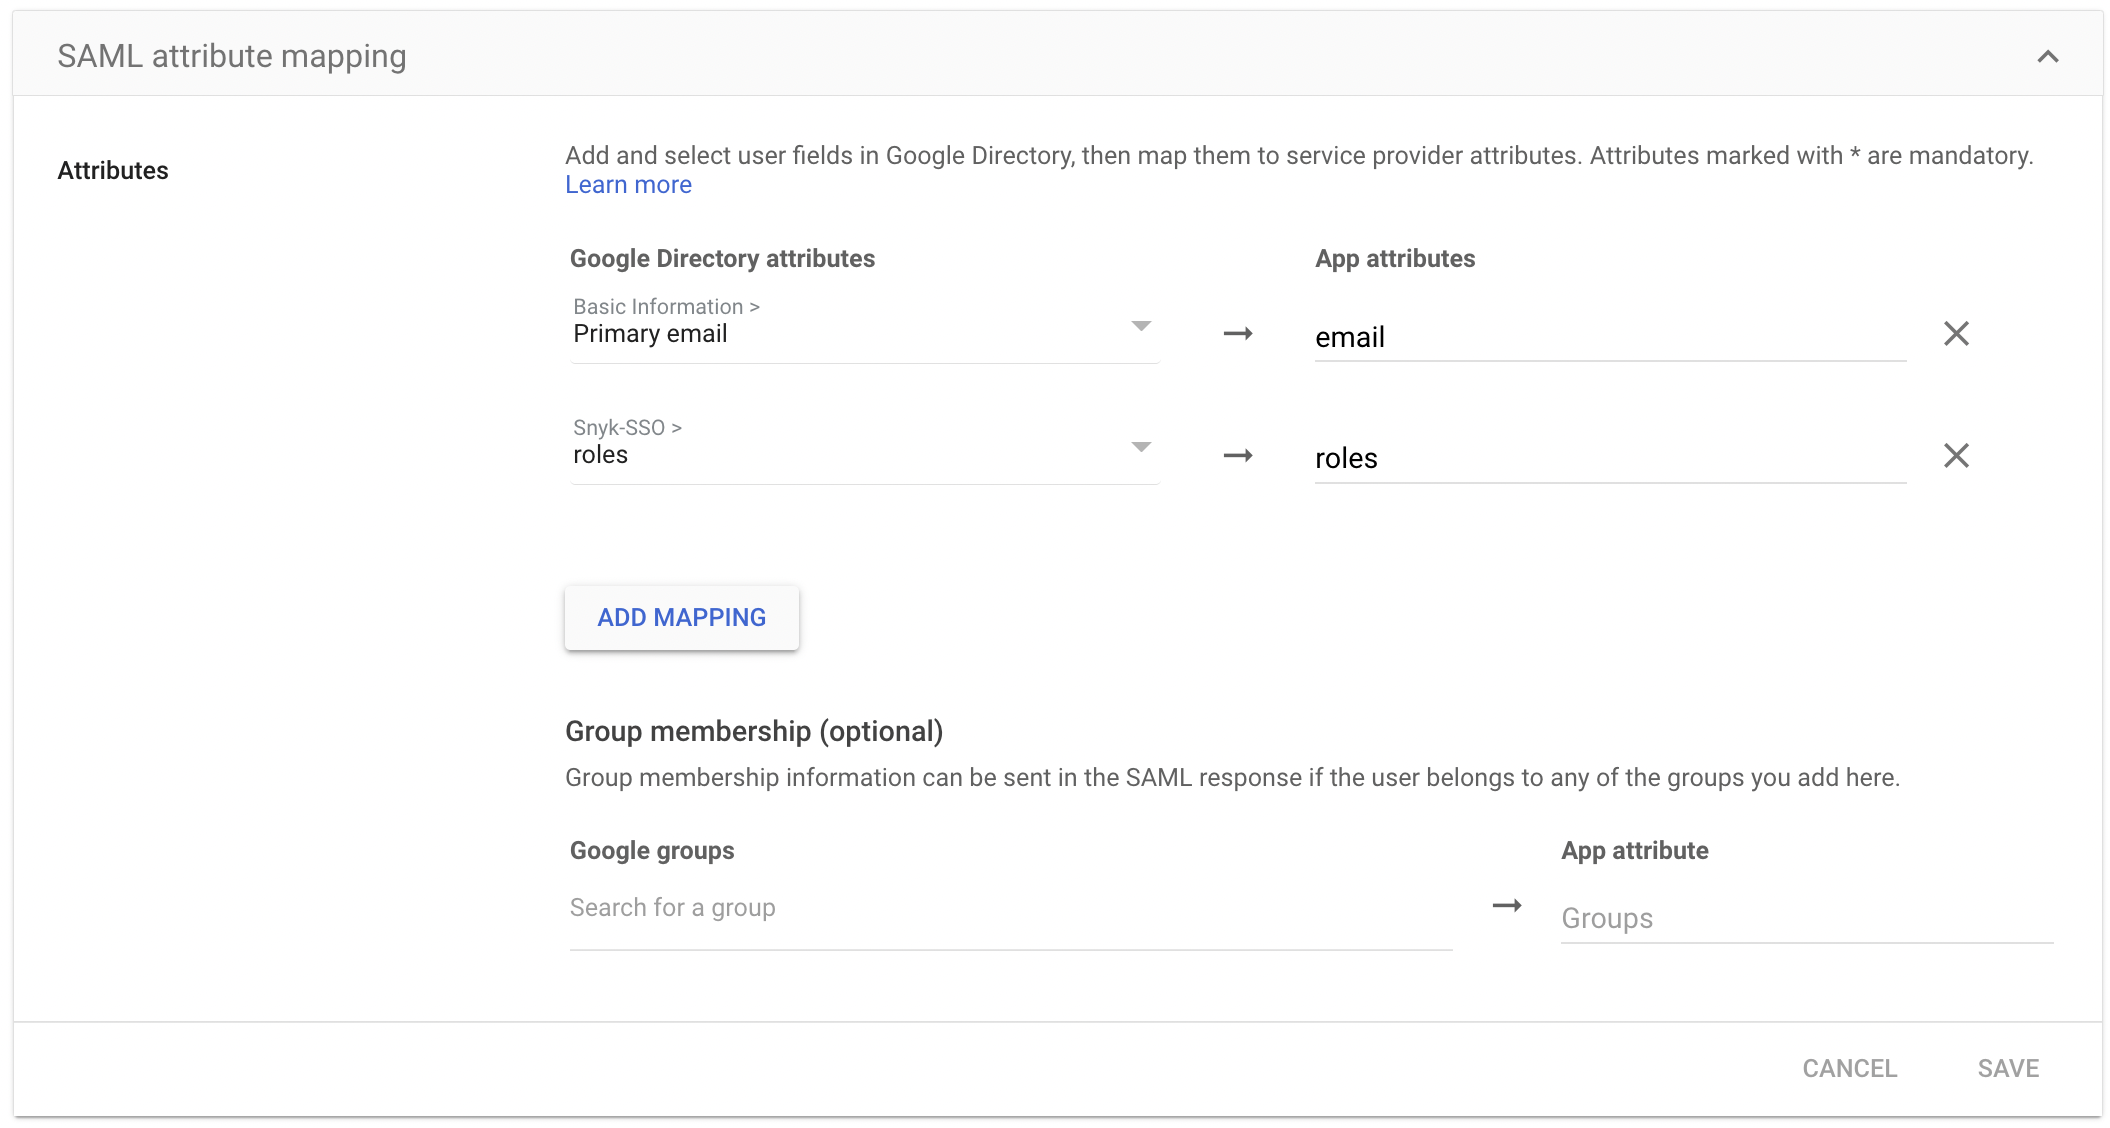 SAML attribute mapping
Attributes
Add and select user fields in Google Directory, then map them to service provider attributes. Attributes marked with * are mandatory.
Learn more
Google Directory attributes
App attributes
Basic Information >
Primary email
email
Snyk-SSO >
roles
roles
ADD MAPPING
Group membership (optional)
Group membership information can be sent in the SAML response if the user belongs to any of the groups you add here.
Google groups
App attribute
Search for a group
Groups
CANCEL
SAVE